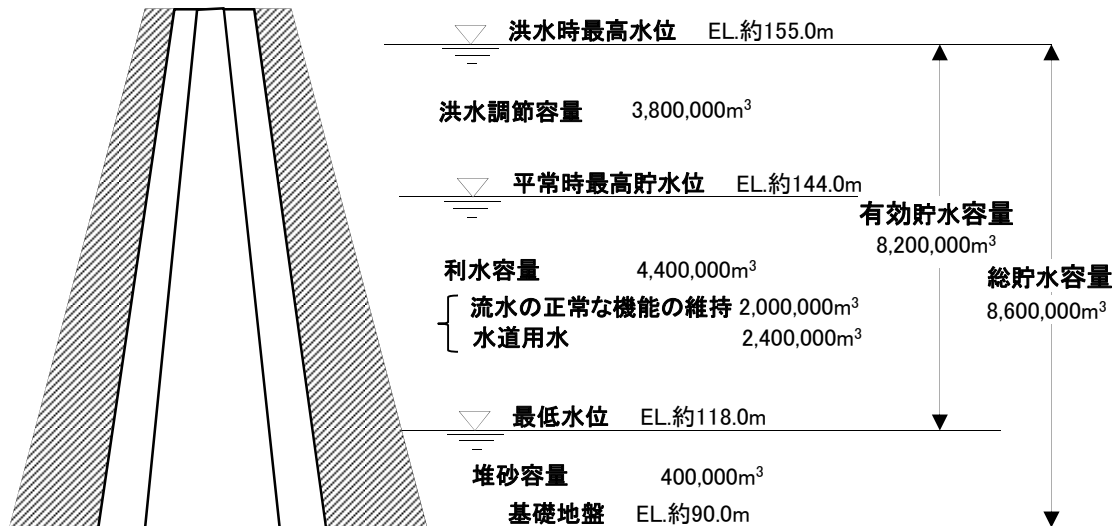 洪水時最高水位 EL.約155.0m
洪水調節容量 3,800,000m³
平常時最高貯水位 EL.約144.0m
有効貯水容量
8,200,000m³
利水容量 4,400,000m³
総貯水容量
8,600,000m³
流水の正常な機能の維持 2,000,000m³
水道用水 2,400,000m³
最低水位 EL.約118.0m
堆砂容量 400,000m³
基礎地盤 EL.約90.0m